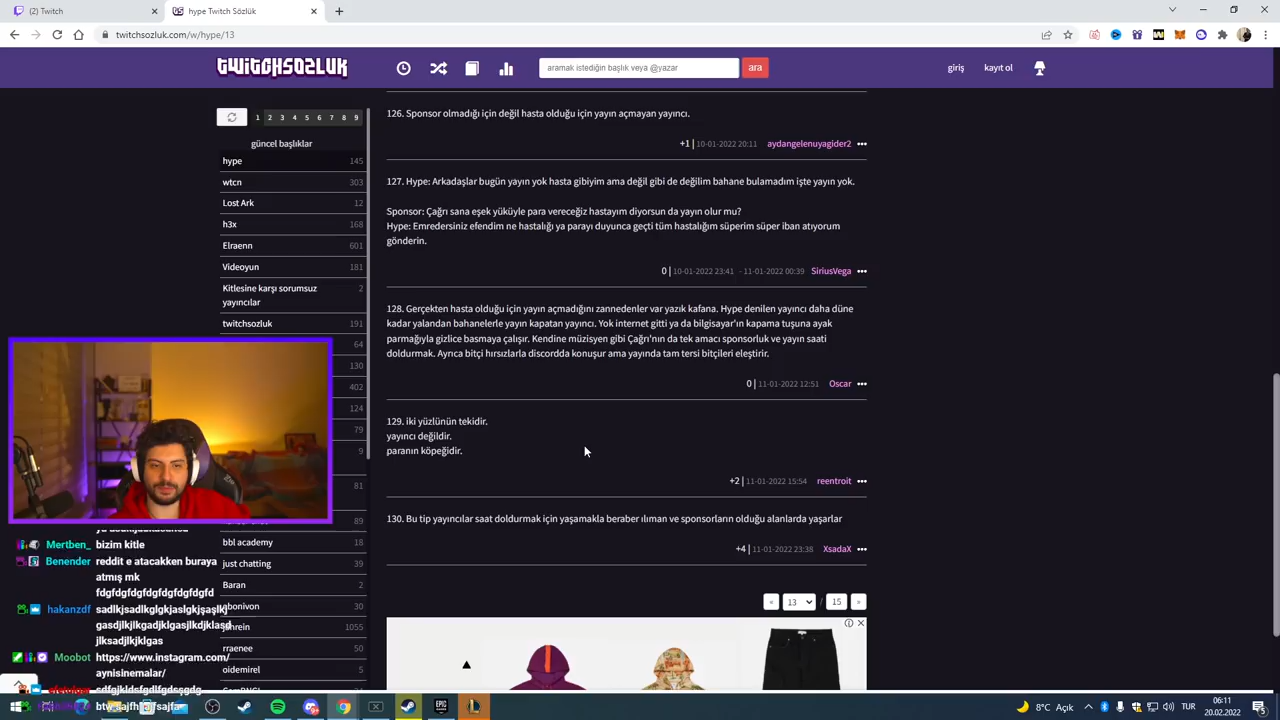 (2) Twitch
hype Twitch Sözlük
twitchsozluk.com/w/hype/13
TWITCHSOZLUK
aramak istediğin başlık veya @yazar
ara
giriş
kayıt ol
1 2 3 4 5 6 7 8 9
güncel başlıklar
hype 145
wtcn 303
Lost Ark 12
h3x 168
Elraenn 601
Videoyun 181
Kitlesine karşı sorumsuz 2
yayıncılar
twitchsozluk 191
64
130
402
124
79
9
81
89
bbl academy 18
just chatting 39
Baran 2
30
1055
rraenee 50
oidemirel 5
126. Sponsor olmadığı için değil hasta olduğu için yayın açmayan yayıncı.
+1 | 10-01-2022 20:11 aydangelenuyagider2
127. Hype: Arkadaşlar bugün yayın yok hasta gibiyim ama değil gibi de değilim bahane bulamadım işte yayın yok.
Sponsor: Çağrı sana eşek yüküyle para vereceğiz hastayım diyorsun da yayın olur mu?
Hype: Emredersiniz efendim ne hastalığı ya parayı duyunca geçti tüm hastalığım süperim süper iban atıyorum
gönderin.
0 | 10-01-2022 23:41 - 11-01-2022 00:39 SiriusVega
128. Gerçekten hasta olduğu için yayın açmadığını zannedenler var yazık kafana. Hype denilen yayıncı daha düne
kadar yalandan bahanelerle yayın kapatan yayıncı. Yok internet gitti ya da bilgisayar'ın kapama tuşuna ayak
parmağıyla gizlice basmaya çalışır. Kendine müzisyen gibi Çağrı'nın da tek amacı sponsorluk ve yayın saati
doldurmak. Ayrıca bitçi hırsızlarla discordda konuşur ama yayında tam tersi bitçileri eleştirir.
0 | 11-01-2022 12:51 Oscar
129. iki yüzlünün tekidir.
yayıncı değildir.
paranın köpeğidir.
+2 | 11-01-2022 15:54 reentroit
130. Bu tip yayıncılar saat doldurmak için yaşamakla beraber ılıman ve sponsorların olduğu alanlarda yaşarlar
+4 | 11-01-2022 23:38 XsadaX
« 13 / 15 »
Mertben_ bizim kitle
Benender reddit e atacakken buraya
atmış mk
fdgfgfdgfdgfdgfdgfgfd
hakanzdf
Moobot https://www.instagram.com/
aynisinemalar/
EPIC
8°C Açık
TUR
06:11
20.02.2022